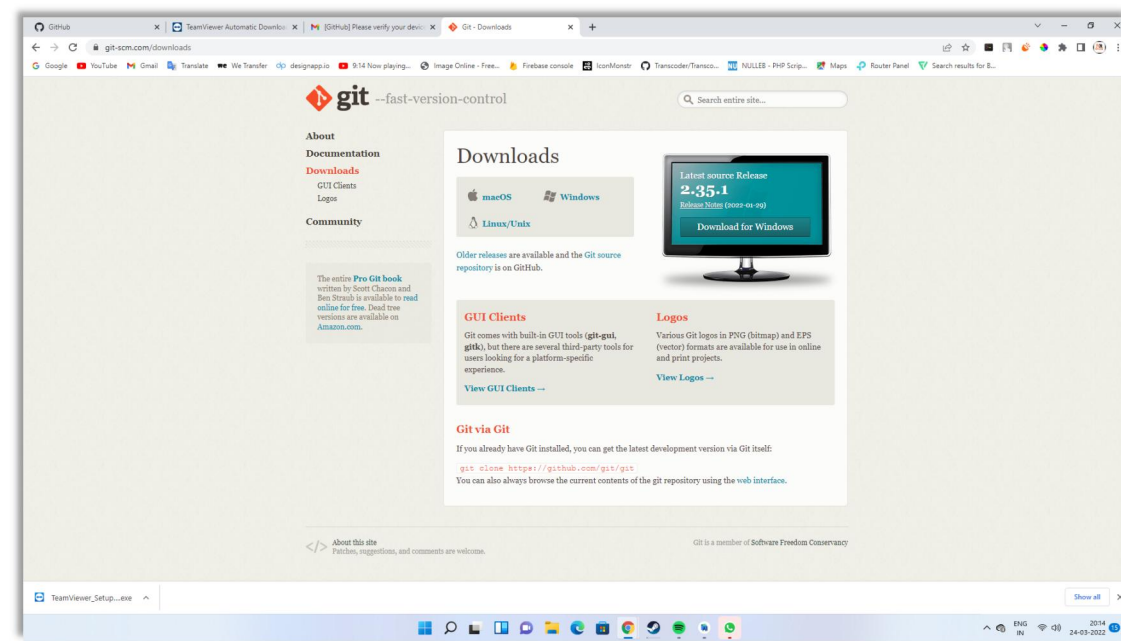 GitHub
TeamViewer Automatic Downloa
[GitHub] Please verify your devic
Git - Downloads
git-scm.com/downloads
Google
YouTube
Gmail
Translate
We Transfer
designapp.io
9:14 Now playing...
Image Online - Free...
Firebase console
IconMonstr
Transcoder/Transco...
NULLEB - PHP Scrip...
Maps
Router Panel
Search results for B...
git --fast-version-control
Search entire site...
About
Documentation
Downloads
GUI Clients
Logos
Community
The entire Pro Git book
written by Scott Chacon and
Ben Straub is available to read
online for free. Dead tree
versions are available on
Amazon.com.
Downloads
macOS
Windows
Linux/Unix
Older releases are available and the Git source
repository is on GitHub.
Latest source Release
2.35.1
Release Notes (2022-01-29)
Download for Windows
GUI Clients
Git comes with built-in GUI tools (git-gui,
gitk), but there are several third-party tools for
users looking for a platform-specific
experience.
View GUI Clients →
Logos
Various Git logos in PNG (bitmap) and EPS
(vector) formats are available for use in online
and print projects.
View Logos →
Git via Git
If you already have Git installed, you can get the latest development version via Git itself:
git clone https://github.com/git/git
You can also always browse the current contents of the git repository using the web interface.
</> About this site
Patches, suggestions, and comments are welcome.
Git is a member of Software Freedom Conservancy
TeamViewer_Setup....exe
Show all
ENG
IN
20:14
24-03-2022
15